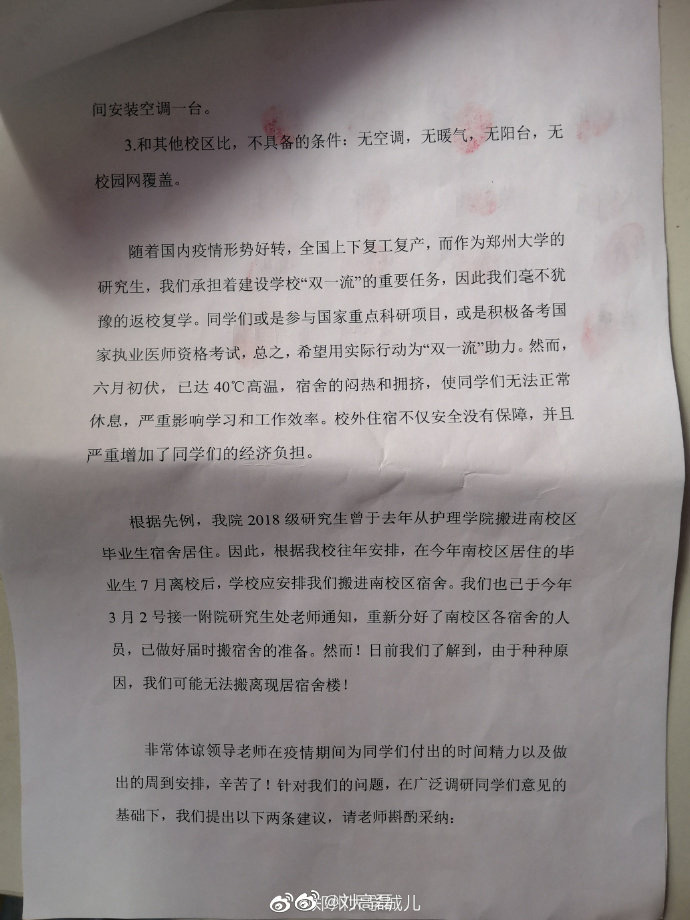 间安装空调一台。
3.和其他校区比，不具备的条件：无空调，无暖气，无阳台，无
校园网覆盖。
随着国内疫情形势好转，全国上下复工复产，而作为郑州大学的
研究生，我们承担着建设学校“双一流”的重要任务，因此我们毫不犹
豫的返校复学。同学们或是参与国家重点科研项目，或是积极备考国
家执业医师资格考试，总之，希望用实际行动为“双一流”助力。然而，
六月初伏，已达 40℃高温，宿舍的闷热和拥挤，使同学们无法正常
休息，严重影响学习和工作效率。校外住宿不仅安全没有保障，并且
严重增加了同学们的经济负担。
根据先例，我院 2018 级研究生曾于去年从护理学院搬进南校区
毕业生宿舍居住。因此，根据我校往年安排，在今年南校区居住的毕
业生 7 月离校后，学校应安排我们搬进南校区宿舍。我们也已于今年
3 月 2 号接一附院研究生处老师通知，重新分好了南校区各宿舍的人
员，已做好届时搬宿舍的准备。然而！日前我们了解到，由于种种原
因，我们可能无法搬离现居宿舍楼！
非常体谅领导老师在疫情期间为同学们付出的时间精力以及做
出的周到安排，辛苦了！针对我们的问题，在广泛调研同学们意见的
基础下，我们提出以下两条建议，请老师斟酌采纳：